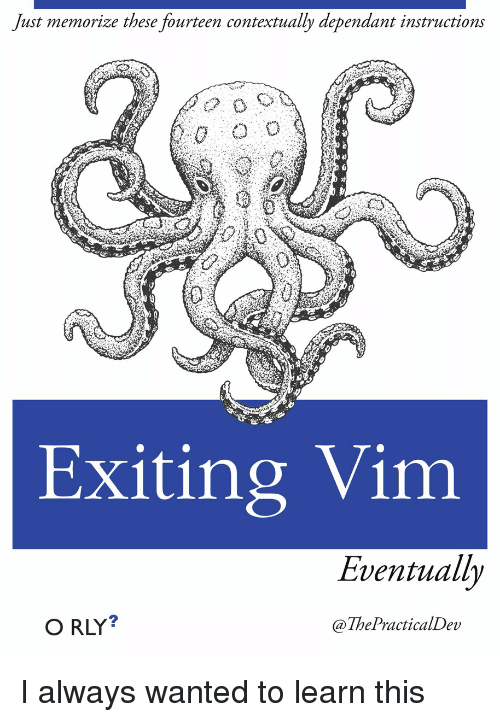 Just memorize these fourteen contextually dependant instructions
Exiting Vim
Eventually
O RLY?
@ThePracticalDev
I always wanted to learn this